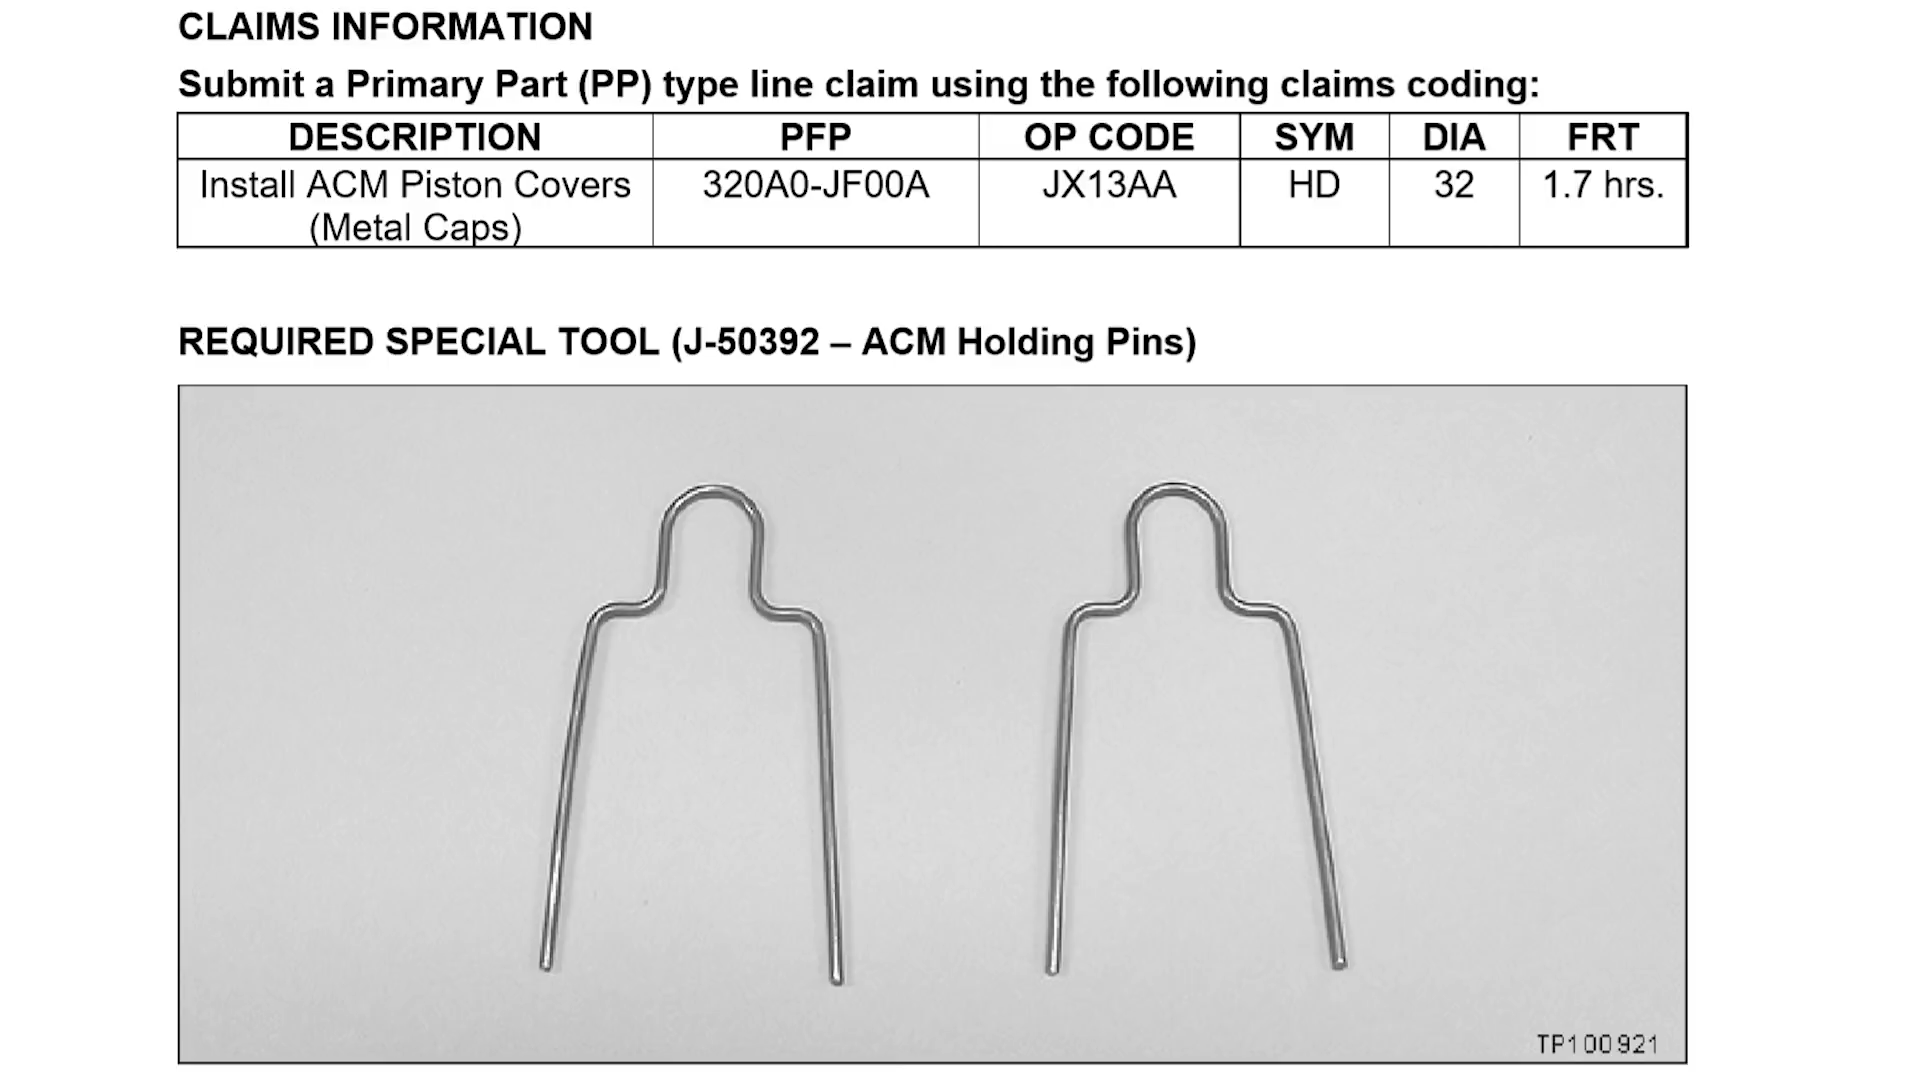 CLAIMS INFORMATION
Submit a Primary Part (PP) type line claim using the following claims coding:
DESCRIPTION PFP OP CODE SYM DIA FRT
Install ACM Piston Covers 320A0-JF00A JX13AA HD 32 1.7 hrs.
(Metal Caps)
REQUIRED SPECIAL TOOL (J-50392 – ACM Holding Pins)
TP100921